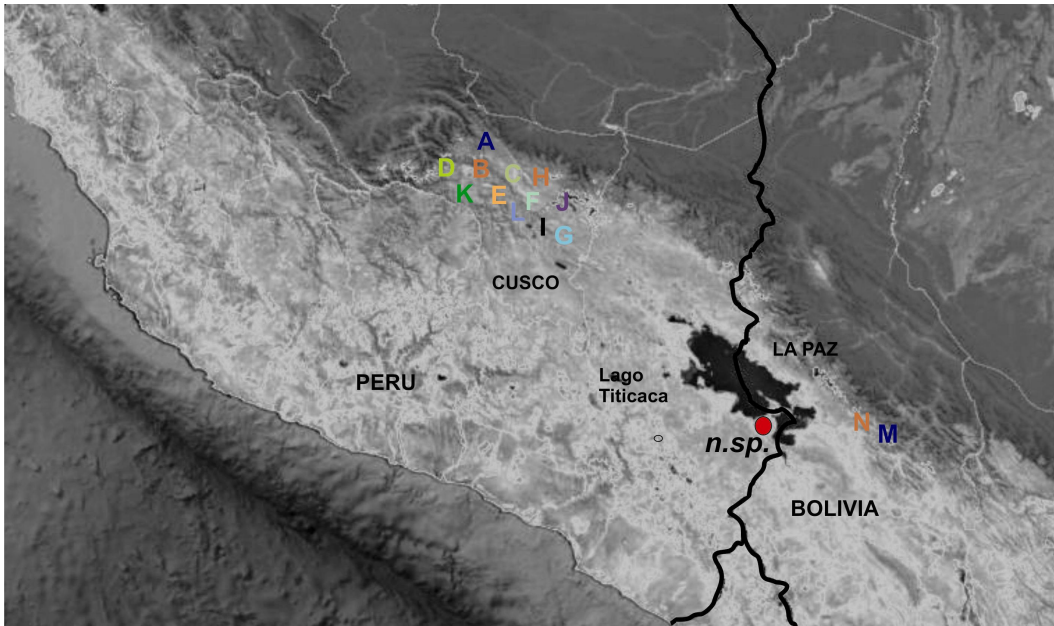 A
D B C H
K E F J
L
I G
CUSCO
LA PAZ
PERU
Lago
Titicaca
N
M
n.sp.
BOLIVIA